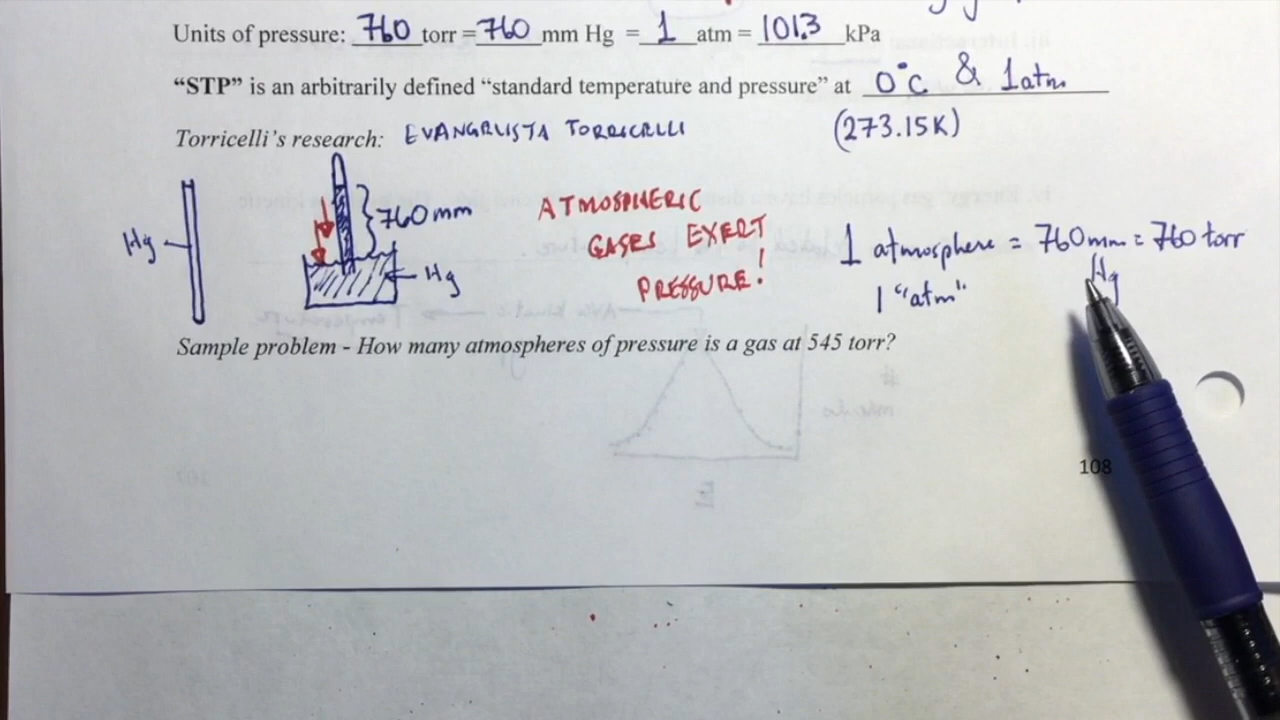 Units of pressure: 760 torr = 760 mm Hg = 1 atm = 101.3 kPa
“STP” is an arbitrarily defined “standard temperature and pressure” at 0°C & 1 atm
(273.15K)
Torricelli's research: EVANGELISTA TORRICELLI
Hg
760mm
Hg
ATMOSPHERIC
GASES EXERT
PRESSURE!
1 atmosphere = 760mm = 760 torr
Hg
1 “atm”
Sample problem - How many atmospheres of pressure is a gas at 545 torr?
108